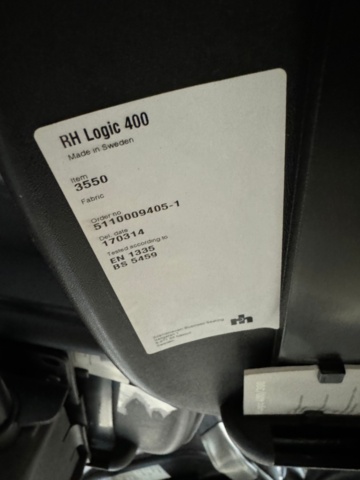 RH Logic 400
Made in Sweden
Item
3550
Fabric
Order no
5110009405-1
Del. date
170314
Tested according to
EN 1335
BS 5459